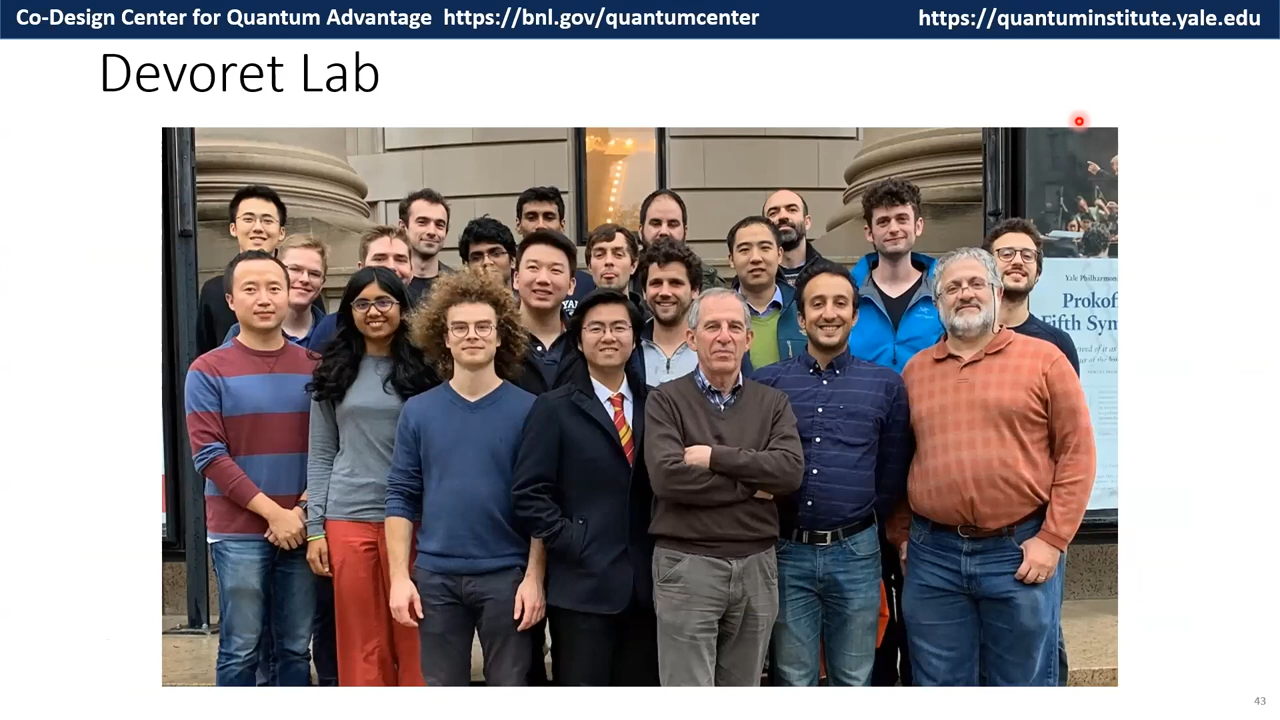 Co-Design Center for Quantum Advantage https://bnl.gov/quantumcenter https://quantuminstitute.yale.edu
Devoret Lab
Yale Philharmon
Prokof
Fifth Sym
43